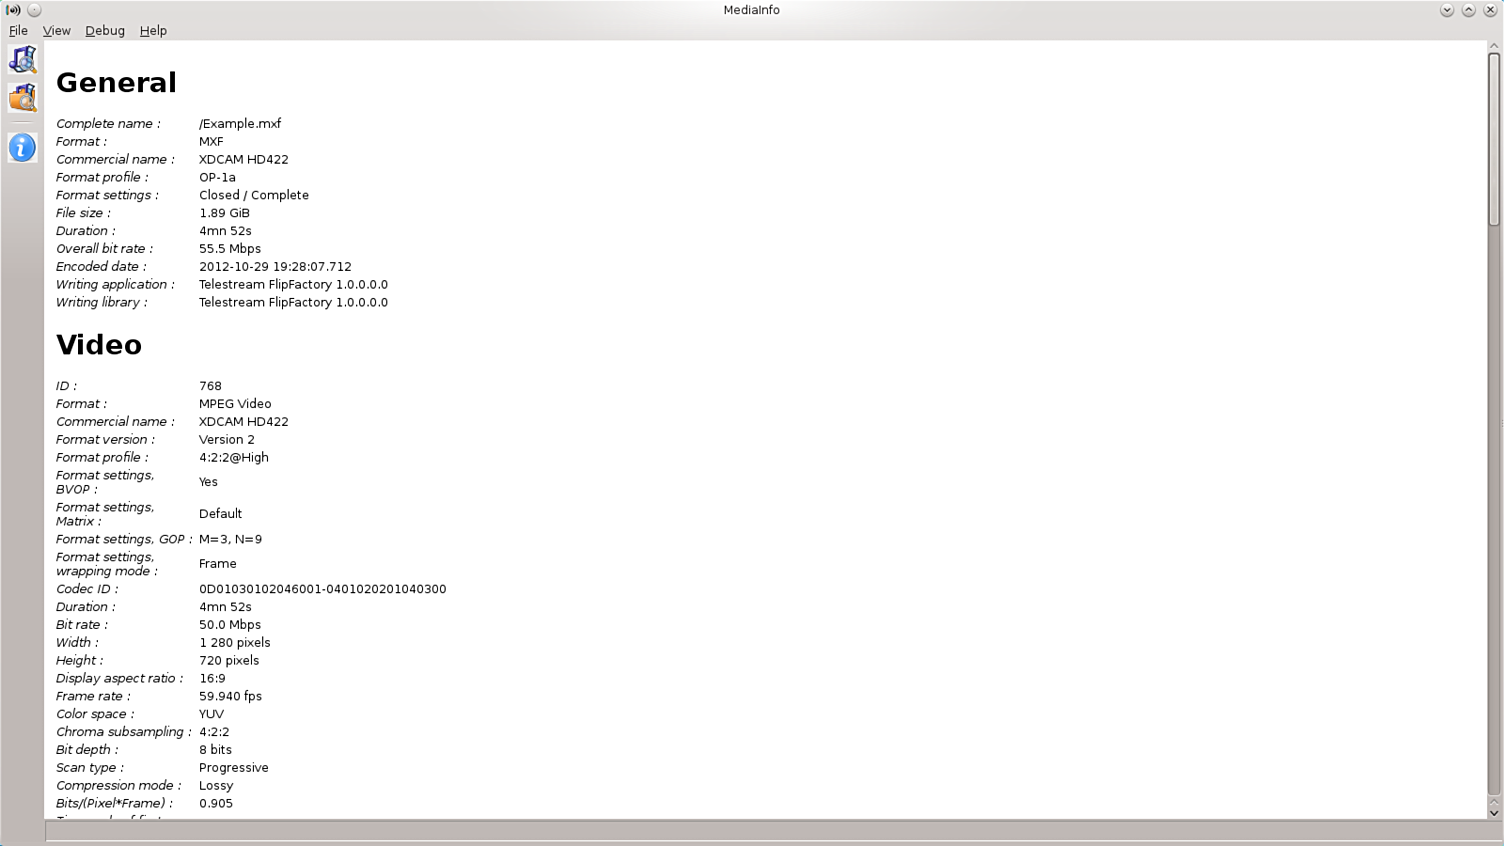 MediaInfo
File View Debug Help
General
Complete name : /Example.mxf
Format : MXF
Commercial name : XDCAM HD422
Format profile : OP-1a
Format settings : Closed / Complete
File size : 1.89 GiB
Duration : 4mn 52s
Overall bit rate : 55.5 Mbps
Encoded date : 2012-10-29 19:28:07.712
Writing application : Telestream FlipFactory 1.0.0.0.0
Writing library : Telestream FlipFactory 1.0.0.0.0
Video
ID : 768
Format : MPEG Video
Commercial name : XDCAM HD422
Format version : Version 2
Format profile : 4:2:2@High
Format settings,
BVOP : Yes
Format settings,
Matrix : Default
Format settings, GOP : M=3, N=9
Format settings,
wrapping mode : Frame
Codec ID : 0D01030102046001-0401020201040300
Duration : 4mn 52s
Bit rate : 50.0 Mbps
Width : 1 280 pixels
Height : 720 pixels
Display aspect ratio : 16:9
Frame rate : 59.940 fps
Color space : YUV
Chroma subsampling : 4:2:2
Bit depth : 8 bits
Scan type : Progressive
Compression mode : Lossy
Bits/(Pixel*Frame) : 0.905